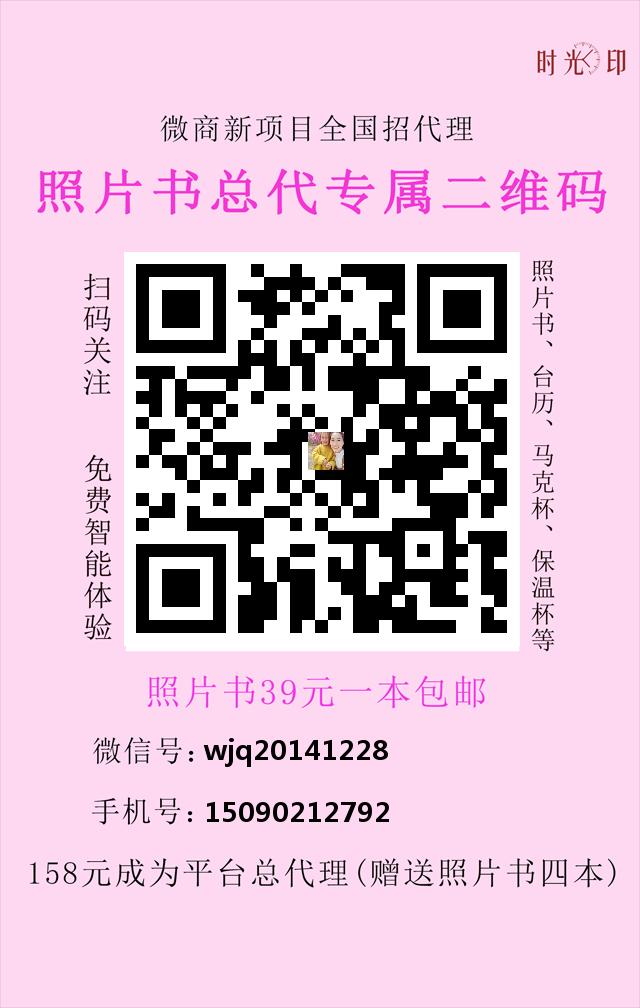 时光印
微商新项目全国招代理
照片书总代专属二维码
扫码关注
免费智能体验
照片书、台历、马克杯、保温杯等
照片书39元一本包邮
微信号:wjq20141228
手机号:15090212792
158元成为平台总代理(赠送照片书四本)